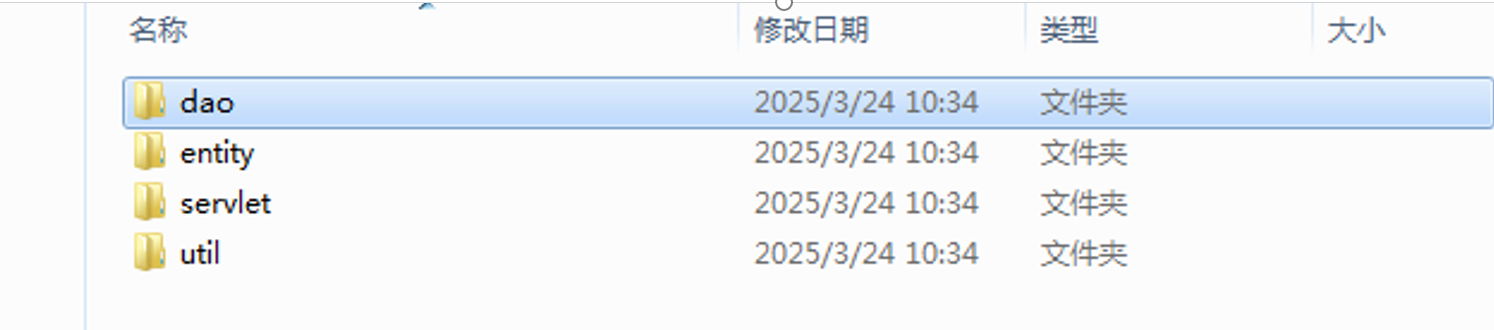 名称 修改日期 类型 大小
dao 2025/3/24 10:34 文件夹
entity 2025/3/24 10:34 文件夹
servlet 2025/3/24 10:34 文件夹
util 2025/3/24 10:34 文件夹